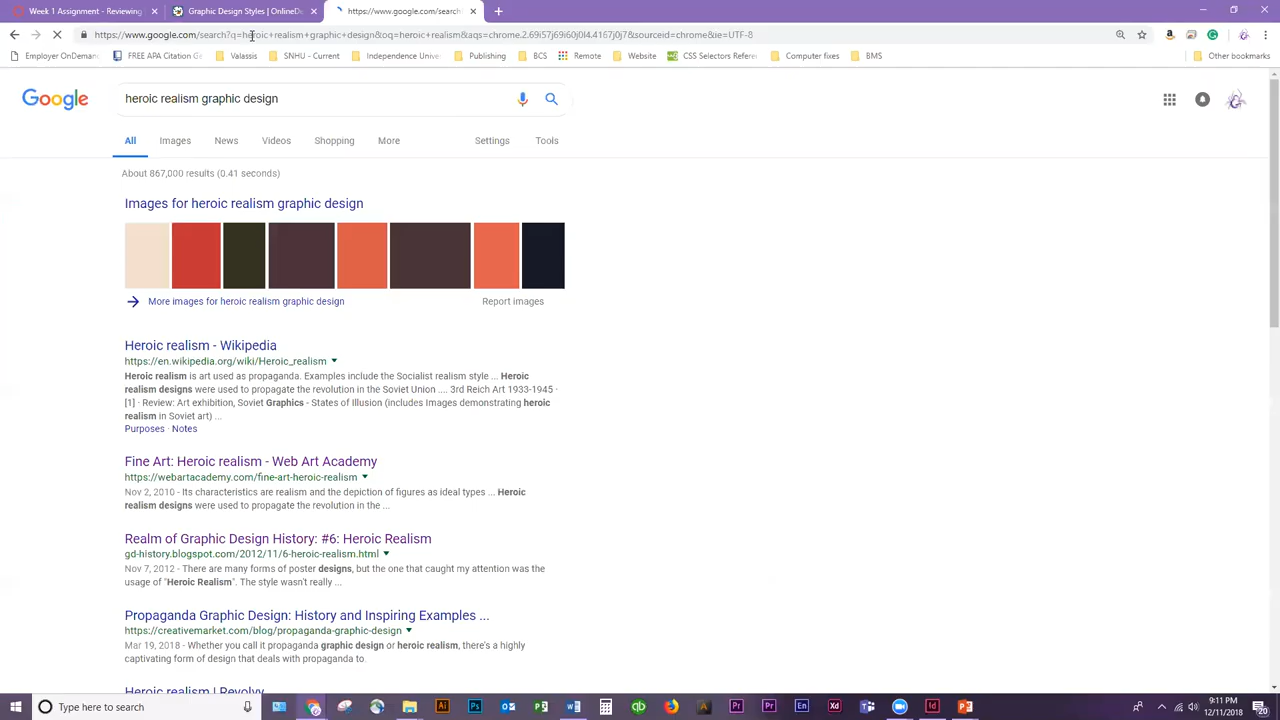 Week 1 Assignment - Reviewing
Graphic Design Styles | OnlineDe
https://www.google.com/search
https://www.google.com/search?q=heroic+realism+graphic+design&oq=heroic+realism&aqs=chrome.2.69i57j69i60j0l4.4167j0j7&sourceid=chrome&ie=UTF-8
Employer OnDemand
FREE APA Citation Ge
Valassis
SNHU - Current
Independence Unive
Publishing
BCS
Remote
Website
CSS Selectors Refere
Computer fixes
BMS
Other bookmarks
Google
heroic realism graphic design
All
Images
News
Videos
Shopping
More
Settings
Tools
About 867,000 results (0.41 seconds)
Images for heroic realism graphic design
More images for heroic realism graphic design
Report images
Heroic realism - Wikipedia
https://en.wikipedia.org/wiki/Heroic_realism
Heroic realism is art used as propaganda. Examples include the Socialist realism style ... Heroic
realism designs were used to propagate the revolution in the Soviet Union .... 3rd Reich Art 1933-1945 ·
[1] · Review: Art exhibition, Soviet Graphics - States of Illusion (includes Images demonstrating heroic
realism in Soviet art) ...
Purposes · Notes
Fine Art: Heroic realism - Web Art Academy
https://webartacademy.com/fine-art-heroic-realism
Nov 2, 2010 - Its characteristics are realism and the depiction of figures as ideal types ... Heroic
realism designs were used to propagate the revolution in the ...
Realm of Graphic Design History: #6: Heroic Realism
gd-history.blogspot.com/2012/11/6-heroic-realism.html
Nov 7, 2012 - There are many forms of poster designs, but the one that caught my attention was the
usage of "Heroic Realism". The style wasn't really ...
Propaganda Graphic Design: History and Inspiring Examples ...
https://creativemarket.com/blog/propaganda-graphic-design
Mar 19, 2018 - Whether you call it propaganda graphic design or heroic realism, there's a highly
captivating form of design that deals with propaganda to
Heroic realism | Revolvy
Type here to search
Ai
Ps
Pr
Pr
En
Xd
Id
9:11 PM
12/11/2018
20